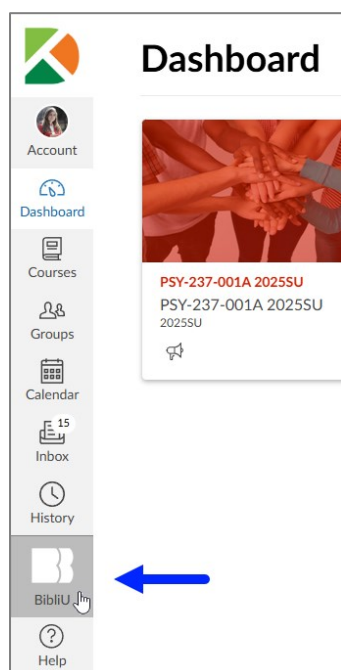 Dashboard
Account
Dashboard
Courses
Groups
Calendar
15
Inbox
History
BibliU
Help
PSY-237-001A 2025SU
PSY-237-001A 2025SU
2025SU